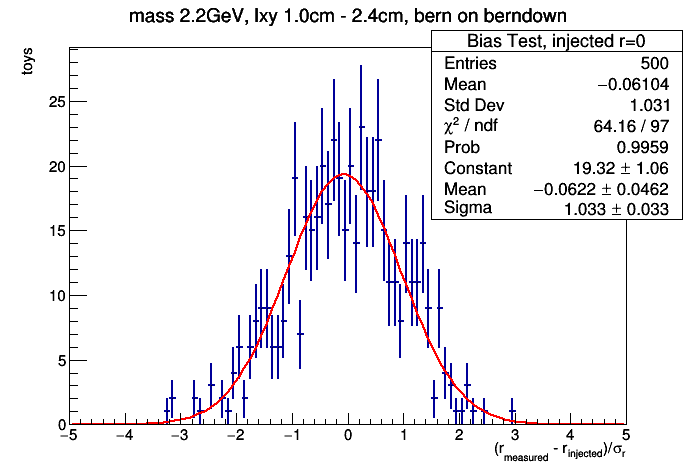 mass 2.2GeV, lxy 1.0cm - 2.4cm, bern on berndown
Bias Test, injected r=0
Entries 500
Mean −0.06104
Std Dev 1.031
χ² / ndf 64.16 / 97
Prob 0.9959
Constant 19.32 ± 1.06
Mean −0.0622 ± 0.0462
Sigma 1.033 ± 0.033
toys
25
20
15
10
5
0
−5 −4 −3 −2 −1 0 1 2 3 4 5
(r_measured - r_injected)/σ_r